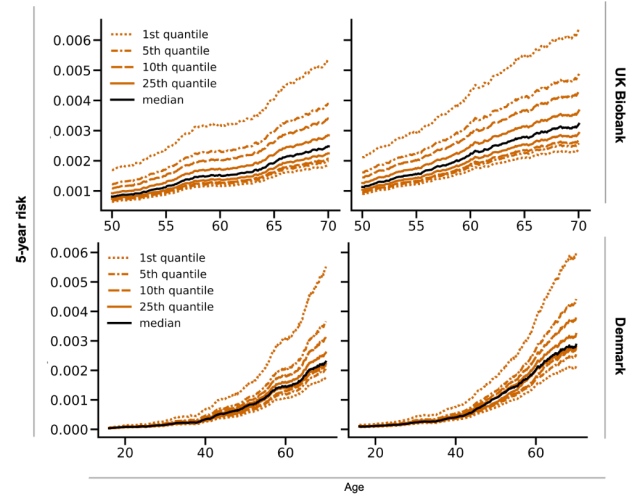 0.006
0.005
0.004
0.003
0.002
0.001
1st quantile
5th quantile
10th quantile
25th quantile
median
50 55 60 65 70
50 55 60 65 70
UK Biobank
5-year risk
0.006
0.005
0.004
0.003
0.002
0.001
0.000
1st quantile
5th quantile
10th quantile
25th quantile
median
20 40 60
20 40 60
Denmark
Age